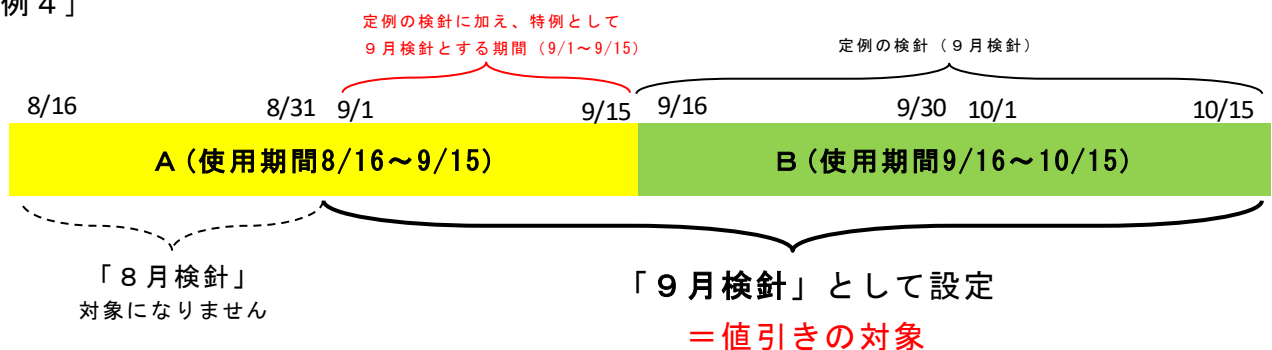 例４」
定例の検針に加え、特例として
９月検針とする期間（9/1～9/15）
定例の検針（９月検針）
8/16 8/31 9/1 9/15 9/16 9/30 10/1 10/15
Ａ（使用期間8/16～9/15） Ｂ（使用期間9/16～10/15）
「８月検針」
対象になりません
「９月検針」として設定
＝値引きの対象